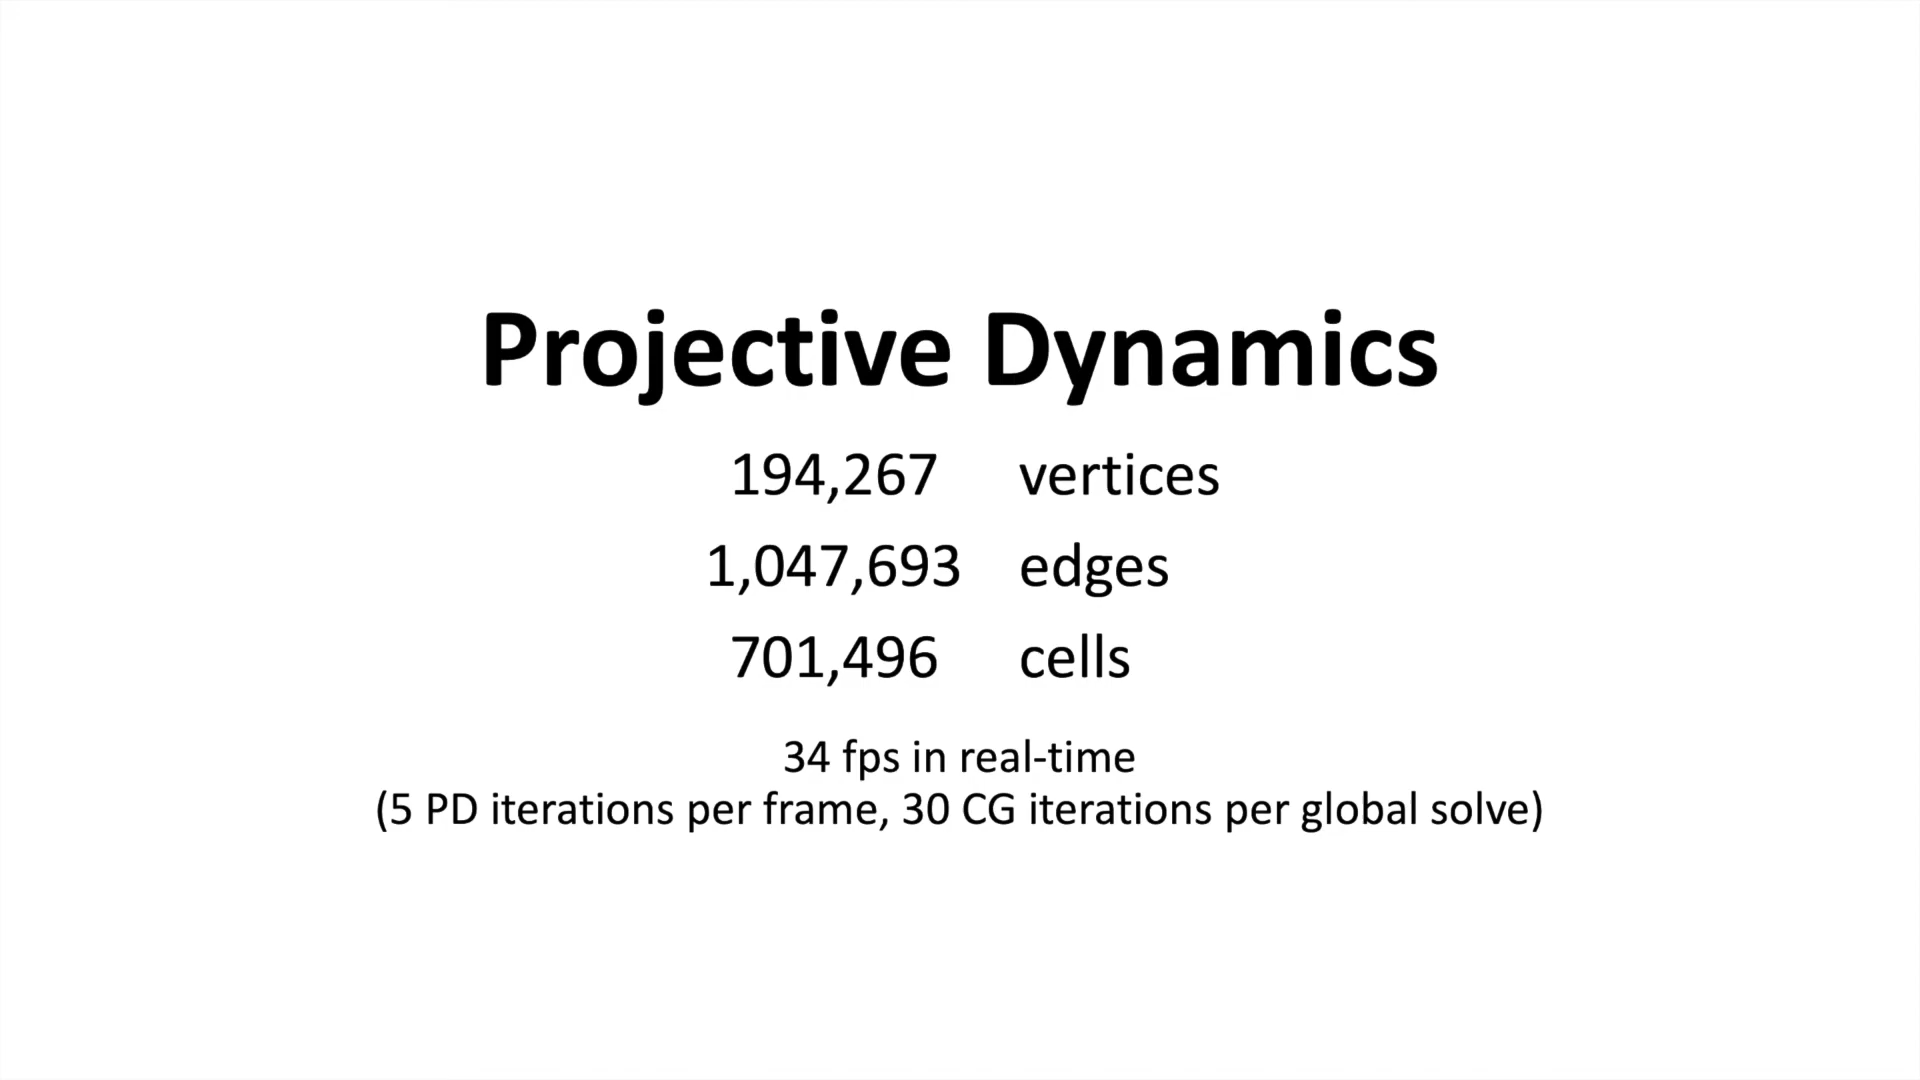 Projective Dynamics
194,267 vertices
1,047,693 edges
701,496 cells
34 fps in real-time
(5 PD iterations per frame, 30 CG iterations per global solve)